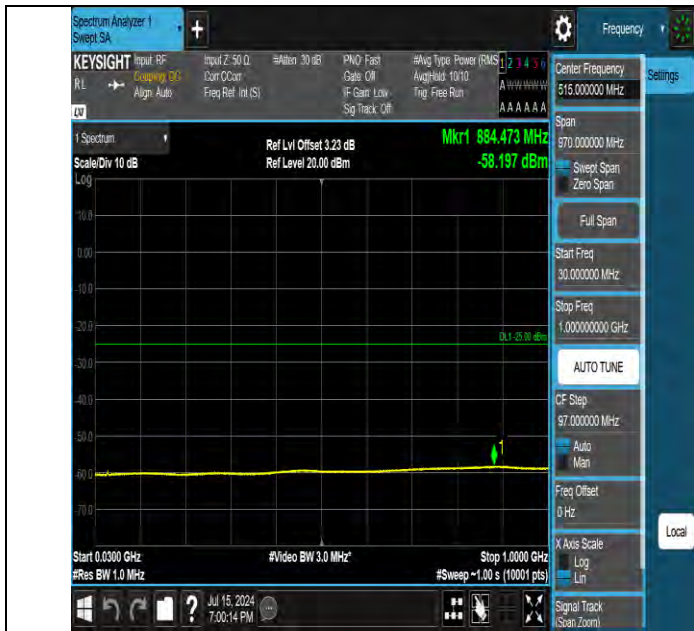 Spectrum Analyzer 1
Swept SA
+
Frequency
KEYSIGHT
RL
LXI
Input: RF
Coupling: DC
Align: Auto
Input Z: 50 Ω
Corr CCorr
Freq Ref: Int (S)
#Atten: 30 dB
PNO: Fast
Gate: Off
IF Gain: Low
Sig Track: Off
#Avg Type: Power (RMS
Avg|Hold: 10/10
Trig: Free Run
1 2 3 4 5 6
A W W W W W
A A A A A A
1 Spectrum
Scale/Div 10 dB
Log
Ref Lvl Offset 3.23 dB
Ref Level 20.00 dBm
Mkr1 884.473 MHz
-58.197 dBm
10.0
0.00
-10.0
-20.0
-30.0
-40.0
-50.0
-60.0
-70.0
DL1 -25.00 dBm
1
Start 0.0300 GHz
#Res BW 1.0 MHz
#Video BW 3.0 MHz*
Stop 1.0000 GHz
#Sweep ~1.00 s (10001 pts)
Center Frequency
515.000000 MHz
Settings
Span
970.000000 MHz
Swept Span
Zero Span
Full Span
Start Freq
30.000000 MHz
Stop Freq
1.000000000 GHz
AUTO TUNE
CF Step
97.000000 MHz
Auto
Man
Freq Offset
0 Hz
X Axis Scale
Log
Lin
Local
Signal Track
(Span Zoom)
?
Jul 15, 2024
7:00:14 PM